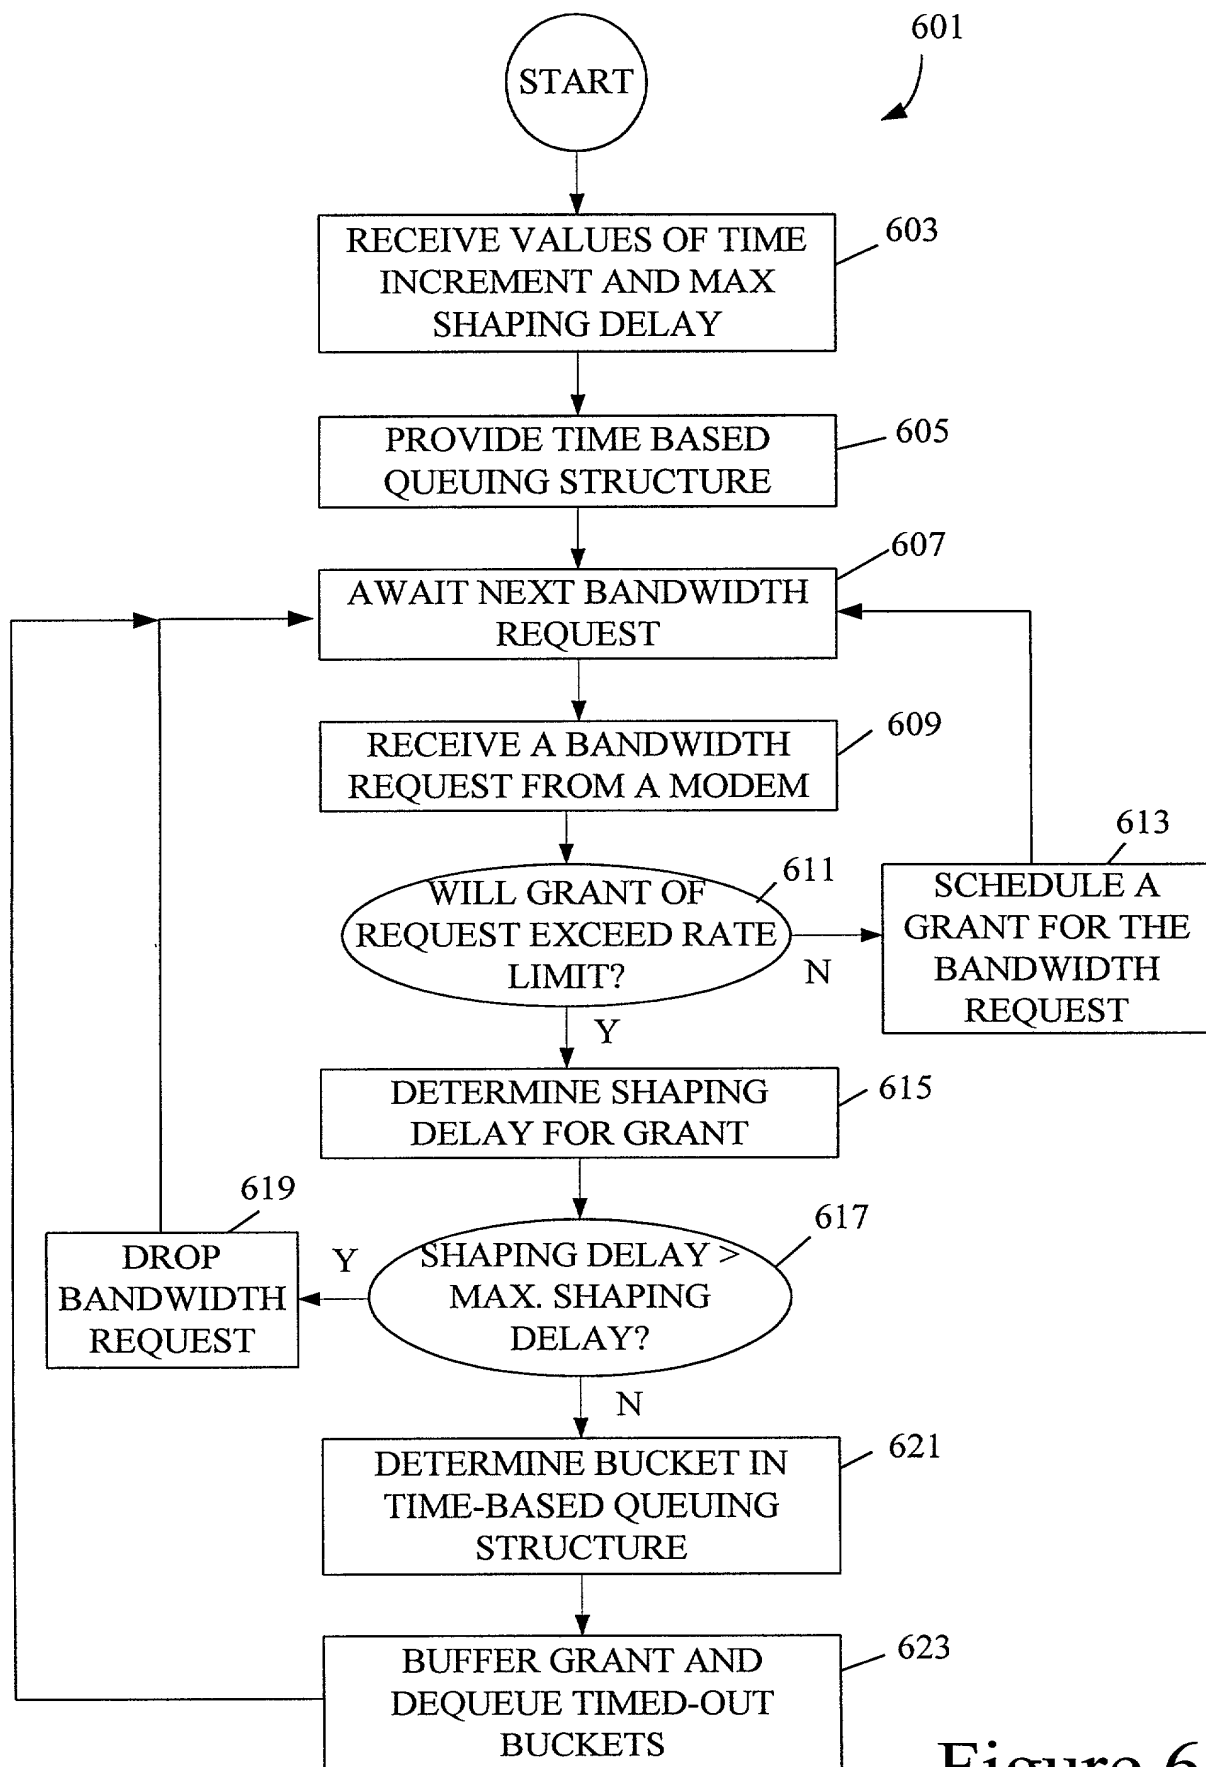 601
START
RECEIVE VALUES OF TIME
INCREMENT AND MAX
SHAPING DELAY
603
PROVIDE TIME BASED
QUEUING STRUCTURE
605
607
AWAIT NEXT BANDWIDTH
REQUEST
RECEIVE A BANDWIDTH
REQUEST FROM A MODEM
609
WILL GRANT OF
REQUEST EXCEED RATE
LIMIT?
611
N
Y
613
SCHEDULE A
GRANT FOR THE
BANDWIDTH
REQUEST
DETERMINE SHAPING
DELAY FOR GRANT
615
619
DROP
BANDWIDTH
REQUEST
Y
SHAPING DELAY >
MAX. SHAPING
DELAY?
617
N
DETERMINE BUCKET IN
TIME-BASED QUEUING
STRUCTURE
621
BUFFER GRANT AND
DEQUEUE TIMED-OUT
BUCKETS
623
Figure 6